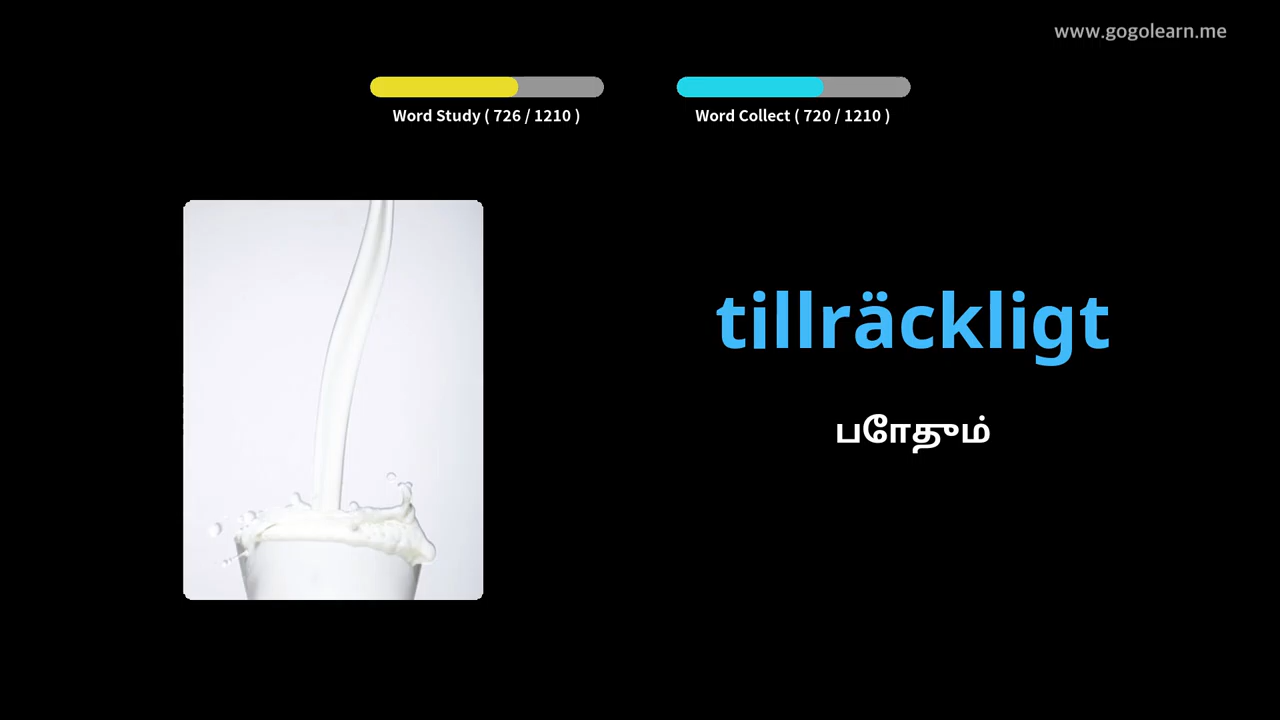 www.gogolearn.me
Word Study ( 726 / 1210 )
Word Collect ( 720 / 1210 )
tillräckligt
போதும்